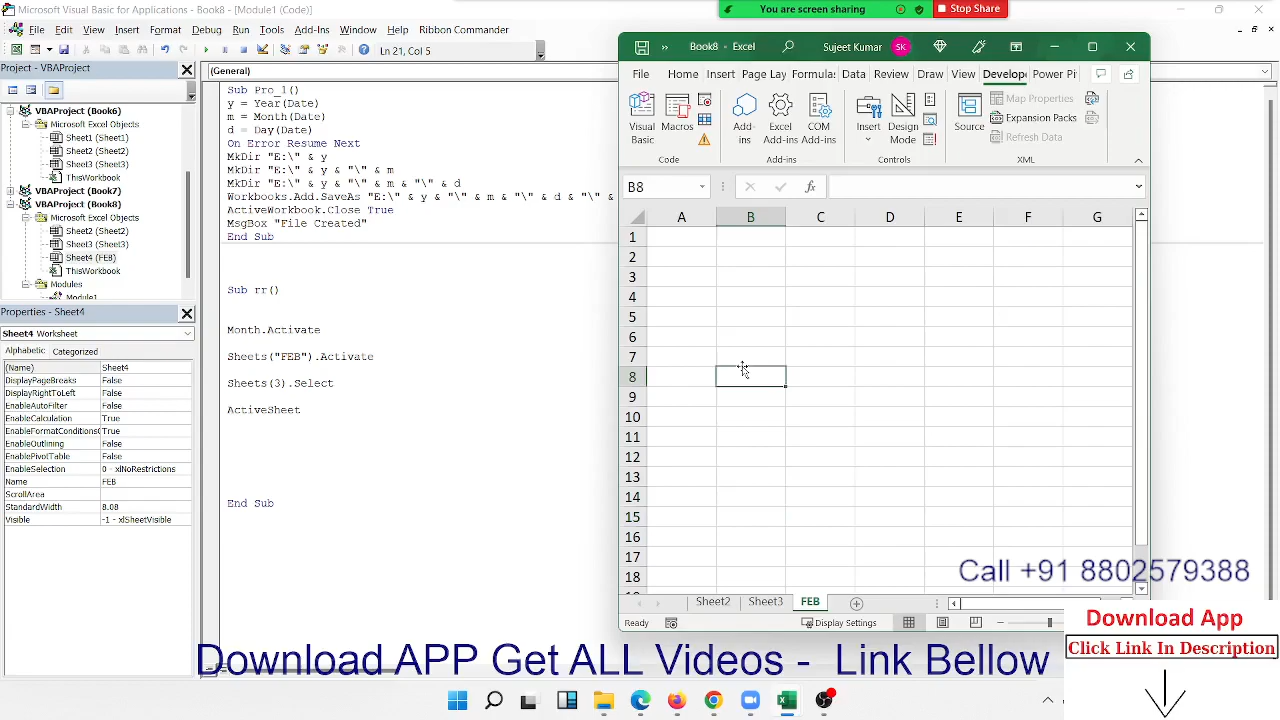 Microsoft Visual Basic for Applications - Book8 - [Module1 (Code)]
You are screen sharing
Stop Share
File Edit View Insert Format Debug Run Tools Add-Ins Window Help Ribbon Commander
Ln 21, Col 5
Project - VBAProject
(General)
VBAProject (Book6)
Microsoft Excel Objects
Sheet1 (Sheet1)
Sheet2 (Sheet2)
Sheet3 (Sheet3)
ThisWorkbook
VBAProject (Book7)
VBAProject (Book8)
Microsoft Excel Objects
Sheet2 (Sheet2)
Sheet3 (Sheet3)
Sheet4 (FEB)
ThisWorkbook
Modules
Module1
Properties - Sheet4
Sheet4 Worksheet
Alphabetic Categorized
(Name) Sheet4
DisplayPageBreaks False
DisplayRightToLeft False
EnableAutoFilter False
EnableCalculation True
EnableFormatConditions True
EnableOutlining False
EnablePivotTable False
EnableSelection 0 - xlNoRestrictions
Name FEB
ScrollArea
StandardWidth 8.08
Visible -1 - xlSheetVisible
Sub Pro_1()
y = Year(Date)
m = Month(Date)
d = Day(Date)
On Error Resume Next
MkDir "E:\" & y
MkDir "E:\" & y & "\" & m
MkDir "E:\" & y & "\" & m & "\" & d
Workbooks.Add.SaveAs "E:\" & y & "\" & m & "\" & d & "\" &
ActiveWorkbook.Close True
MsgBox "File Created"
End Sub
Sub rr()
Month.Activate
Sheets("FEB").Activate
Sheets(3).Select
ActiveSheet
End Sub
Book8 - Excel
Sujeet Kumar
SK
File Home Insert Page Lay Formulas Data Review Draw View Develope Power Pi
Visual Basic
Macros
Add-ins
Excel Add-ins
COM Add-ins
Insert
Design Mode
Source
Map Properties
Expansion Packs
Refresh Data
Code
Add-ins
Controls
XML
B8
fx
A B C D E F G
1
2
3
4
5
6
7
8
9
10
11
12
13
14
15
16
17
18
Sheet2 Sheet3 FEB
Ready
Display Settings
Call +91 8802579388
Download App
Click Link In Description
Download APP Get ALL Videos - Link Bellow